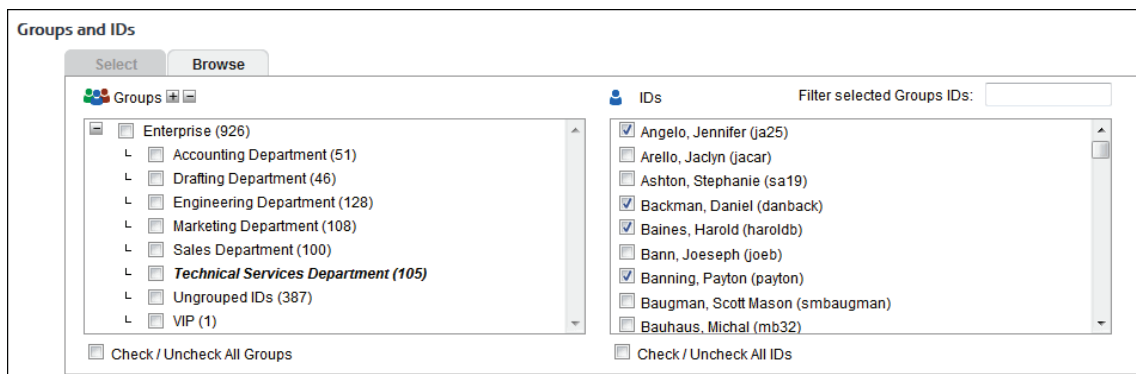 Groups and IDs
Select Browse
Groups
Enterprise (926)
Accounting Department (51)
Drafting Department (46)
Engineering Department (128)
Marketing Department (108)
Sales Department (100)
Technical Services Department (105)
Ungrouped IDs (387)
VIP (1)
Check / Uncheck All Groups
IDs Filter selected Groups IDs:
Angelo, Jennifer (ja25)
Arello, Jaclyn (jacar)
Ashton, Stephanie (sa19)
Backman, Daniel (danback)
Baines, Harold (haroldb)
Bann, Joeseph (joeb)
Banning, Payton (payton)
Baugman, Scott Mason (smbaugman)
Bauhaus, Michal (mb32)
Check / Uncheck All IDs